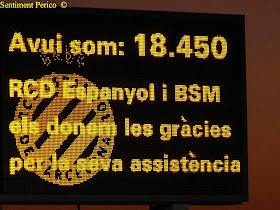 Sentiment Perico ©
Avui som: 18.450
RCD Espanyol i BSM
els donem les gràcies
per la seva assistència